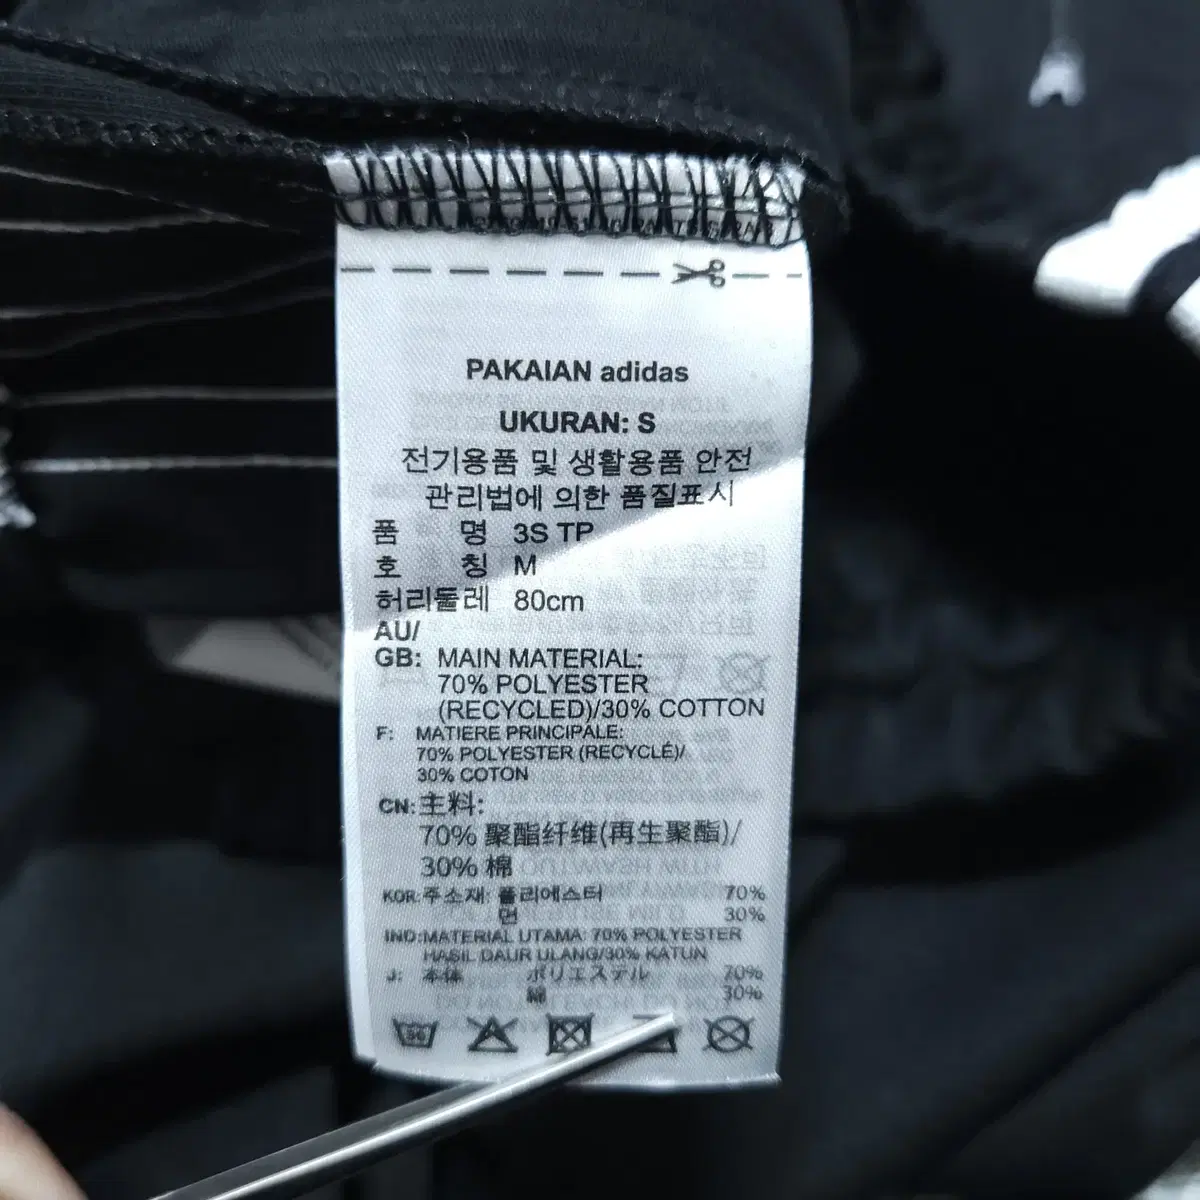 PAKAIAN adidas
UKURAN: S
전기용품 및 생활용품 안전
관리법에 의한 품질표시
품 명 3S TP
호 칭 M
허리둘레 80cm
AU/
GB: MAIN MATERIAL:
70% POLYESTER
(RECYCLED)/30% COTTON
F: MATIERE PRINCIPALE:
70% POLYESTER (RECYCLÉ)/
30% COTON
CN: 主料:
70% 聚酯纤维(再生聚酯)/
30% 棉
KOR: 주소재: 폴리에스터 70%
면 30%
IND: MATERIAL UTAMA: 70% POLYESTER
HASIL DAUR ULANG/30% KATUN
J: 本体 ポリエステル 70%
綿 30%
30